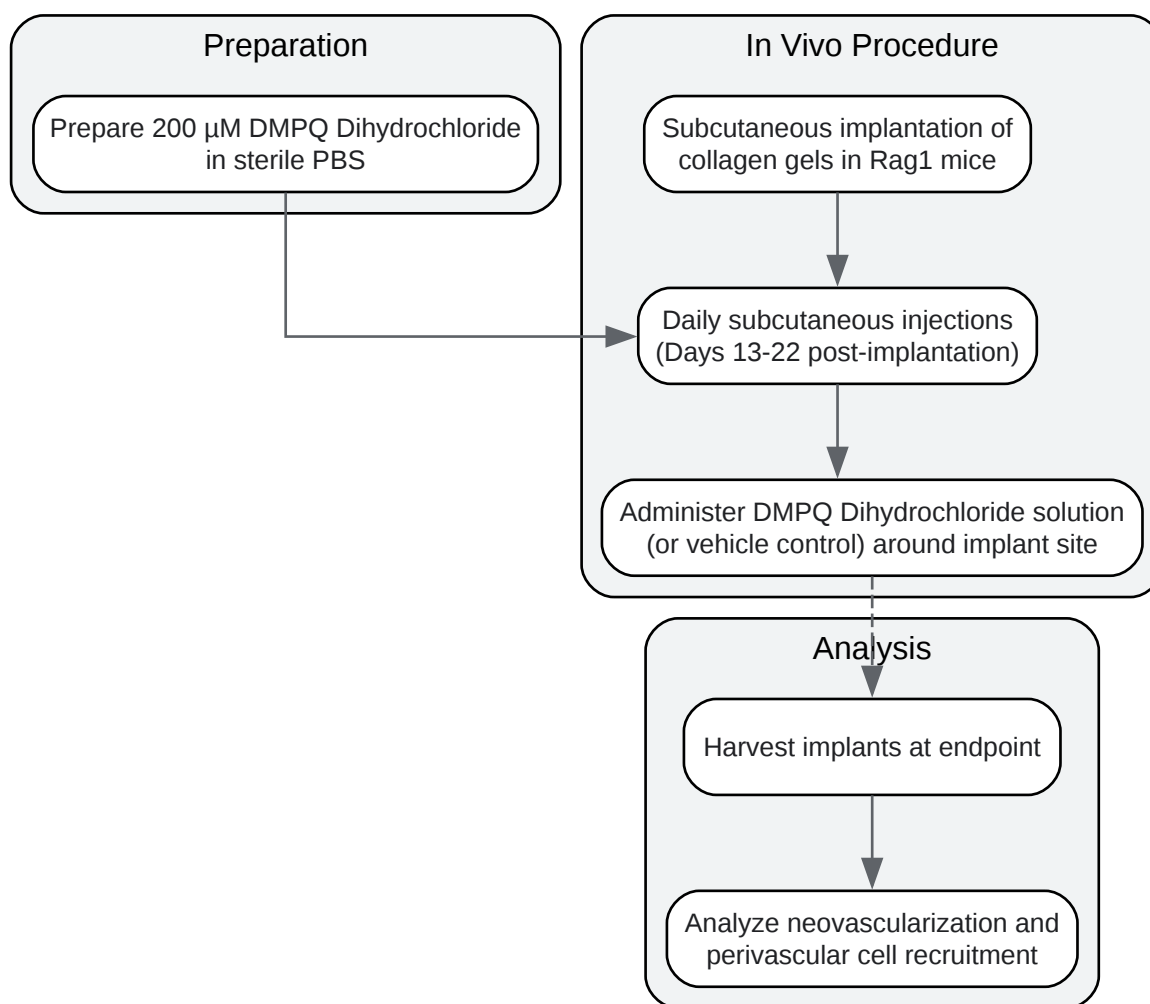 Preparation
Prepare 200 µM DMPQ Dihydrochloride
in sterile PBS
In Vivo Procedure
Subcutaneous implantation of
collagen gels in Rag1 mice
Daily subcutaneous injections
(Days 13-22 post-implantation)
Administer DMPQ Dihydrochloride solution
(or vehicle control) around implant site
Analysis
Harvest implants at endpoint
Analyze neovascularization and
perivascular cell recruitment